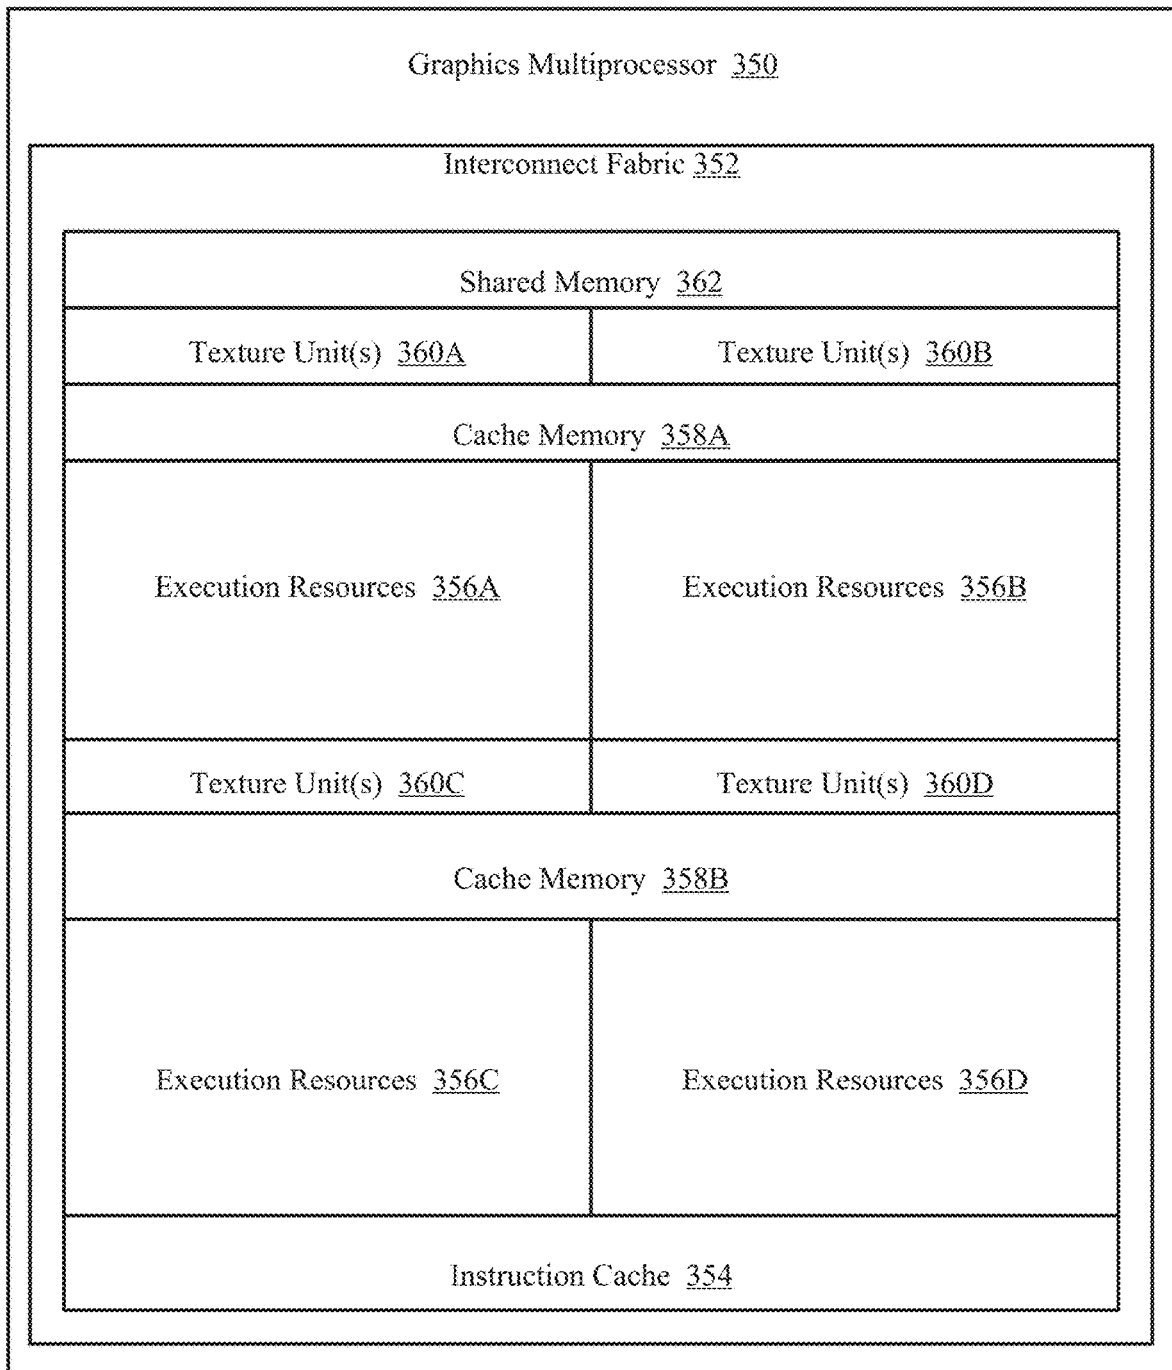 Graphics Multiprocessor 350
Interconnect Fabric 352
Shared Memory 362
Texture Unit(s) 360A
Texture Unit(s) 360B
Cache Memory 358A
Execution Resources 356A
Execution Resources 356B
Texture Unit(s) 360C
Texture Unit(s) 360D
Cache Memory 358B
Execution Resources 356C
Execution Resources 356D
Instruction Cache 354